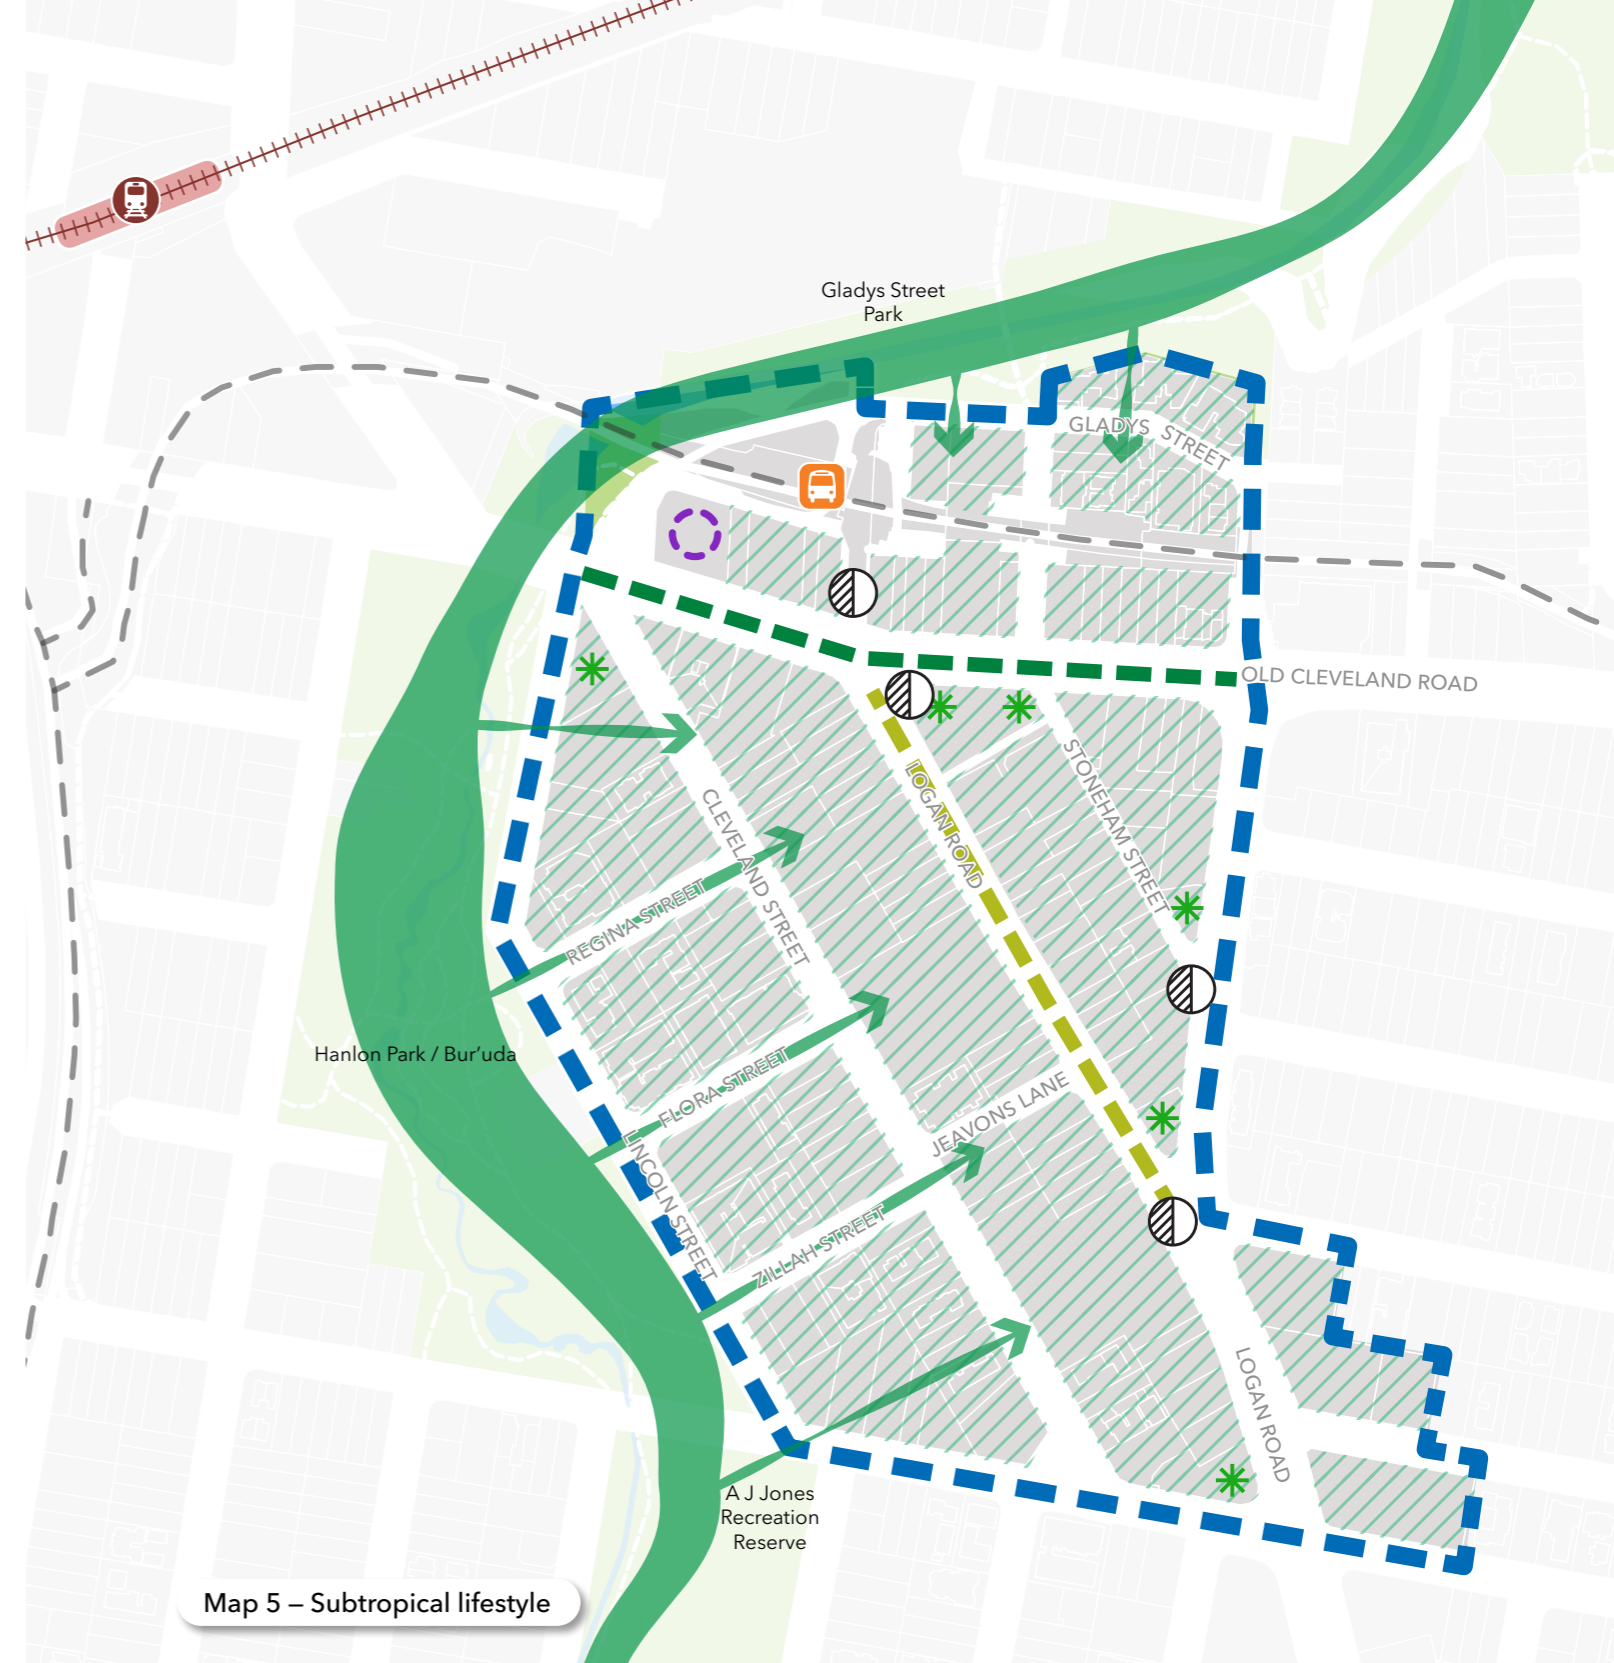 Gladys Street
Park
GLADYS STREET
OLD CLEVELAND ROAD
STONEHAM STREET
LOGAN ROAD
CLEVELAND STREET
REGINA STREET
Hanlon Park / Bur’uda
FLORA STREET
JEAVONS LANE
LINCOLN STREET
ZILLAH STREET
LOGAN ROAD
A J Jones
Recreation
Reserve
Map 5 – Subtropical lifestyle